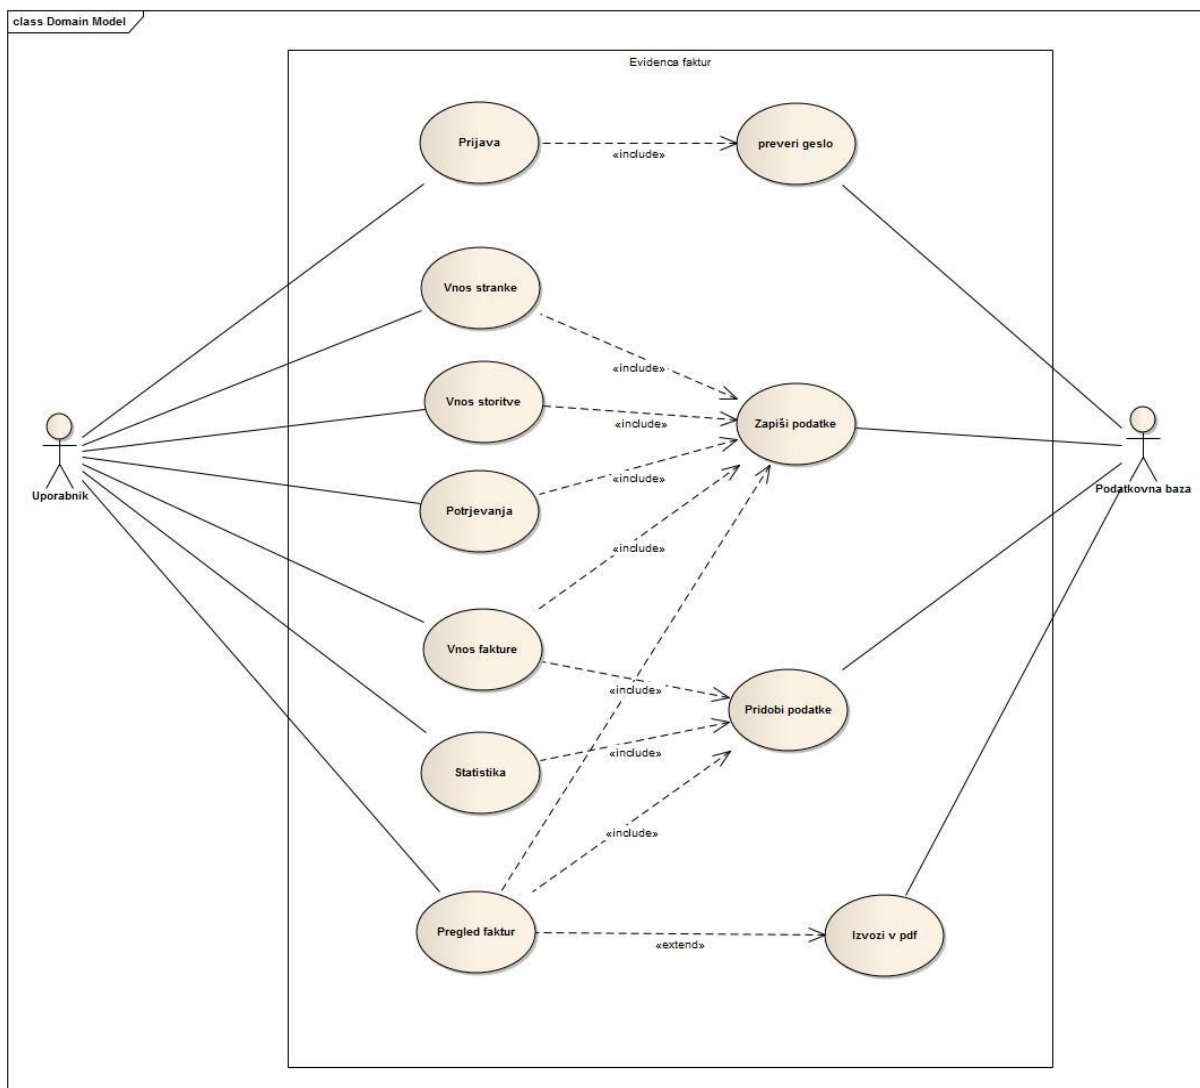 class Domain Model
Evidenca faktur
Prijava
«include»
preveri geslo
Vnos stranke
«include»
Vnos storitve
«include»
Zapiši podatke
Potrjevanja
«include»
Uporabnik
Podatkovna baza
«include»
Vnos fakture
«include»
Pridobi podatke
Statistika
«include»
«include»
Pregled faktur
«extend»
Izvozi v pdf